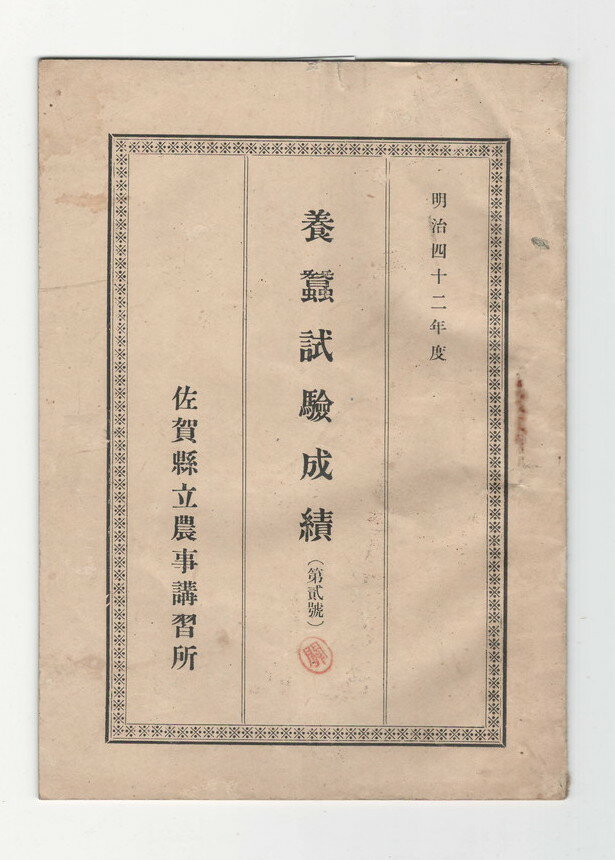 明治四十二年度
養蠶試驗成績(第貳號)
佐賀縣立農事講習所